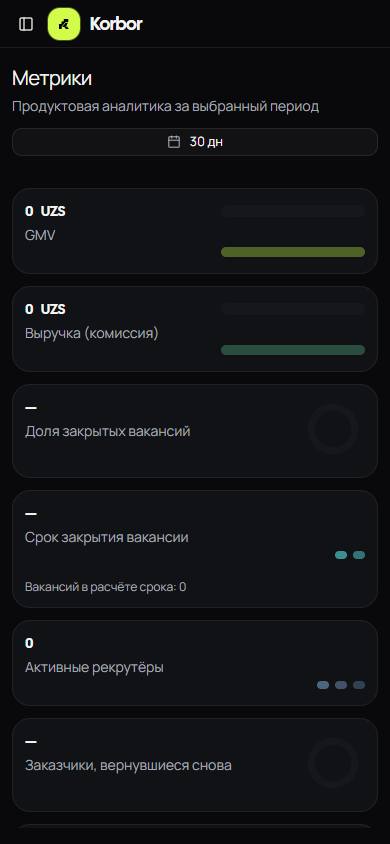 Korbor
Метрики
Продуктовая аналитика за выбранный период
30 дн
0 UZS
GMV
0 UZS
Выручка (комиссия)
—
Доля закрытых вакансий
—
Срок закрытия вакансии
Вакансий в расчёте срока: 0
0
Активные рекрутёры
—
Заказчики, вернувшиеся снова